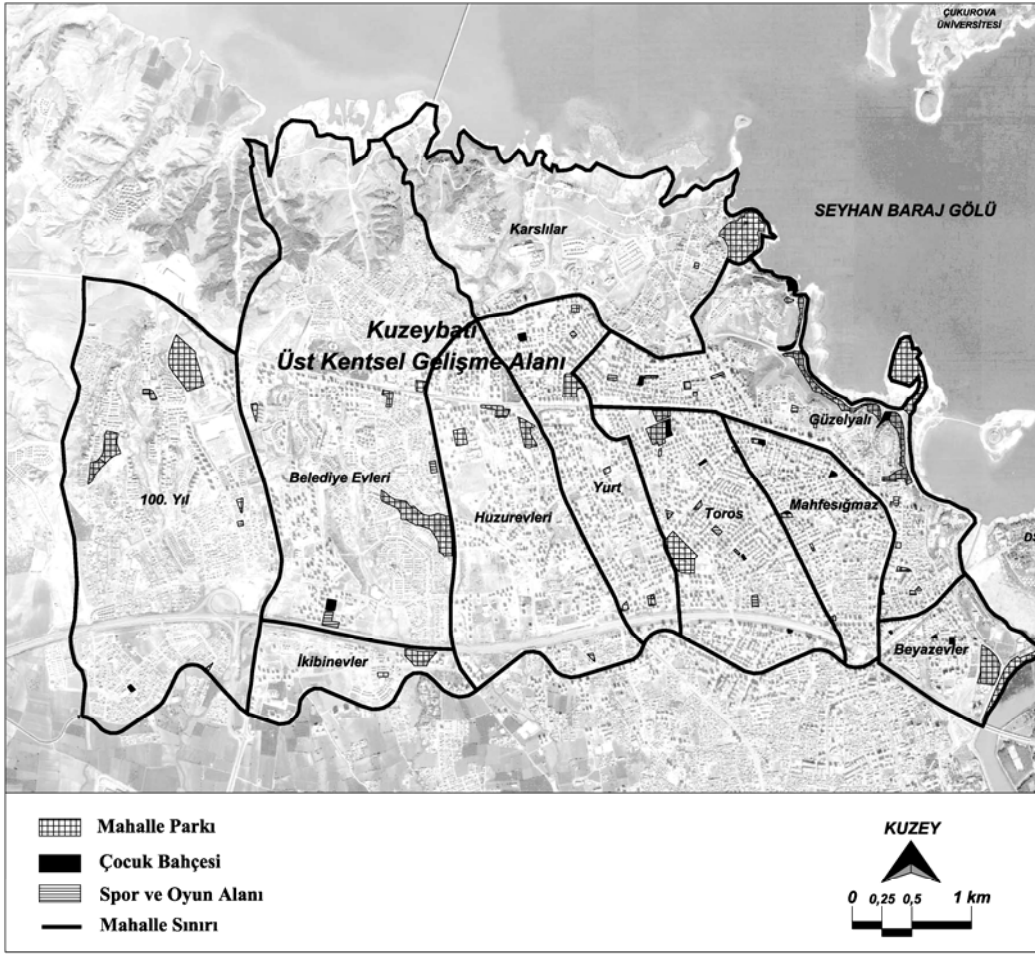 ÇUKUROVA
ÜNİVERSİTESİ
SEYHAN BARAJ GÖLÜ
Karslılar
Kuzeybatı
Üst Kentsel Gelişme Alanı
Güzelyalı
Belediye Evleri
Yurt
100. Yıl
Huzurevleri
Toros
Mahfesığmaz
İkibinevler
Beyazevler
Mahalle Parkı
Çocuk Bahçesi
Spor ve Oyun Alanı
Mahalle Sınırı
KUZEY
0 0,25 0,5 1 km